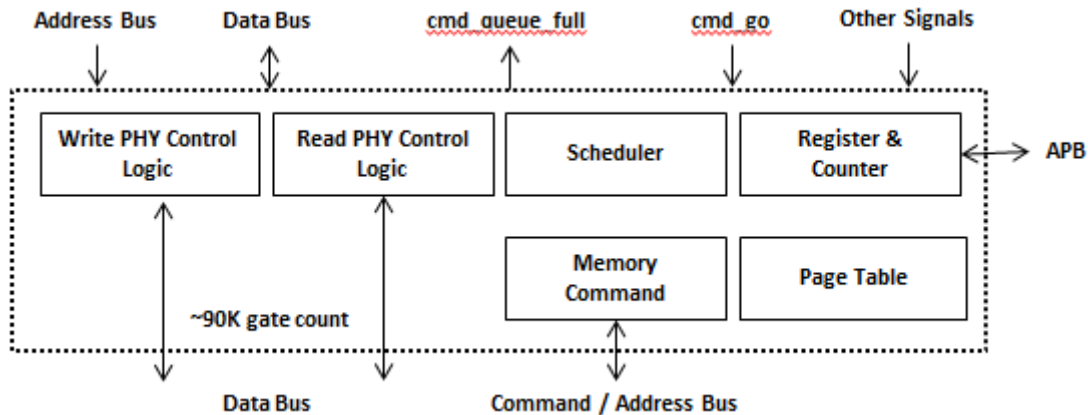 Address Bus
Data Bus
cmd_queue_full
cmd_go
Other Signals
Write PHY Control
Logic
Read PHY Control
Logic
Scheduler
Register &
Counter
APB
Memory
Command
Page Table
~90K gate count
Data Bus
Command / Address Bus